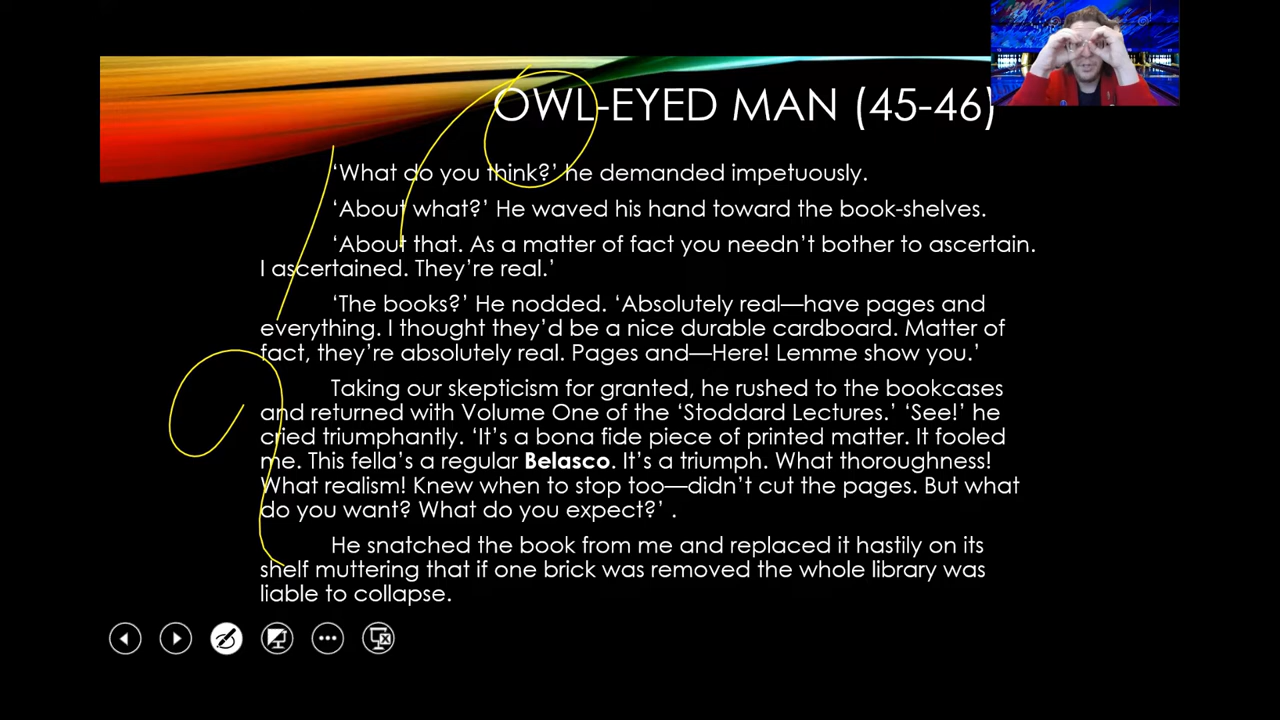 OWL-EYED MAN (45-46)
‘What do you think?’ he demanded impetuously.
‘About what?’ He waved his hand toward the book-shelves.
‘About that. As a matter of fact you needn’t bother to ascertain.
I ascertained. They’re real.’
‘The books?’ He nodded. ‘Absolutely real—have pages and
everything. I thought they’d be a nice durable cardboard. Matter of
fact, they’re absolutely real. Pages and—Here! Lemme show you.’
Taking our skepticism for granted, he rushed to the bookcases
and returned with Volume One of the ‘Stoddard Lectures.’ ‘See!’ he
cried triumphantly. ‘It’s a bona fide piece of printed matter. It fooled
me. This fella’s a regular Belasco. It’s a triumph. What thoroughness!
What realism! Knew when to stop too—didn’t cut the pages. But what
do you want? What do you expect?’ .
He snatched the book from me and replaced it hastily on its
shelf muttering that if one brick was removed the whole library was
liable to collapse.